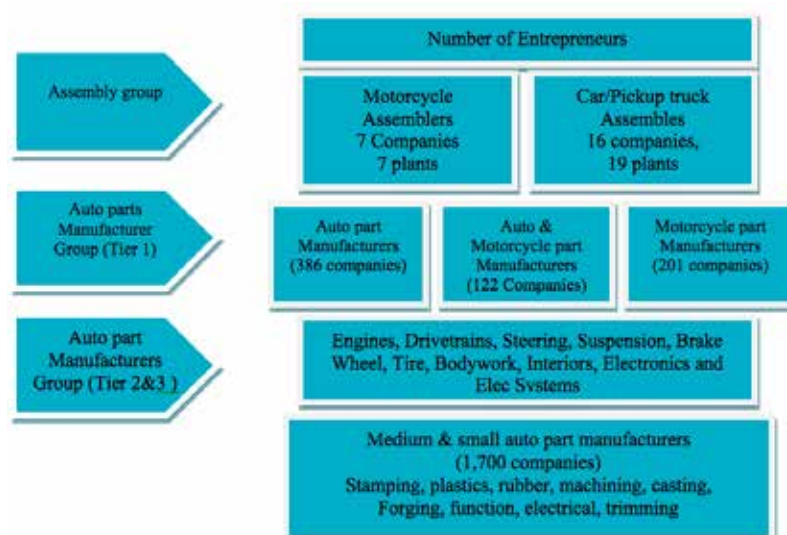 Number of Entrepreneurs
Assembly group
Motorcycle
Assemblers
7 Companies
7 plants
Car/Pickup truck
Assembles
16 companies,
19 plants
Auto parts
Manufacturer
Group (Tier 1)
Auto part
Manufacturers
(386 companies)
Auto &
Motorcycle part
Manufacturers
(122 Companies)
Motorcycle part
Manufacturers
(201 companies)
Auto part
Manufacturers
Group (Tier 2&3 )
Engines, Drivetrains, Steering, Suspension, Brake
Wheel, Tire, Bodywork, Interiors, Electronics and
Elec Systems
Medium & small auto part manufacturers
(1,700 companies)
Stamping, plastics, rubber, machining, casting,
Forging, function, electrical, trimming